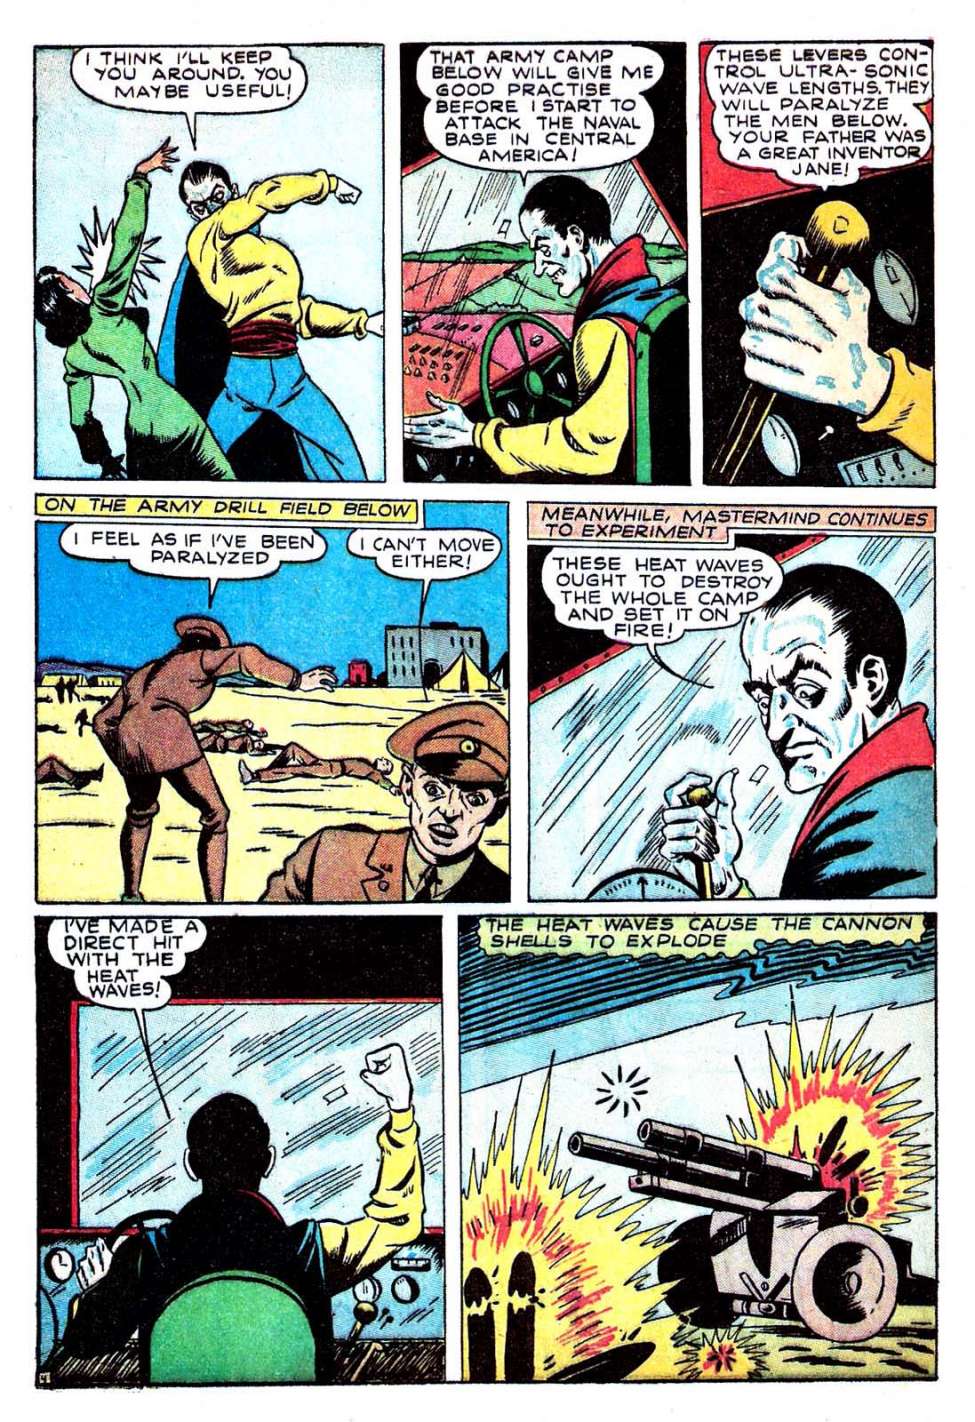 I THINK I'LL KEEP
YOU AROUND. YOU
MAYBE USEFUL!
THAT ARMY CAMP
BELOW WILL GIVE ME
GOOD PRACTISE
BEFORE I START TO
ATTACK THE NAVAL
BASE IN CENTRAL
AMERICA!
THESE LEVERS CON-
TROL ULTRA-SONIC
WAVE LENGTHS. THEY
WILL PARALYZE
THE MEN BELOW.
YOUR FATHER WAS
A GREAT INVENTOR
JANE!
ON THE ARMY DRILL FIELD BELOW
I FEEL AS IF I'VE BEEN
PARALYZED
I CAN'T MOVE
EITHER!
MEANWHILE, MASTERMIND CONTINUES
TO EXPERIMENT
THESE HEAT WAVES
OUGHT TO DESTROY
THE WHOLE CAMP
AND SET IT ON
FIRE!
I'VE MADE A
DIRECT HIT
WITH THE
HEAT
WAVES!
THE HEAT WAVES CAUSE THE CANNON
SHELLS TO EXPLODE
4